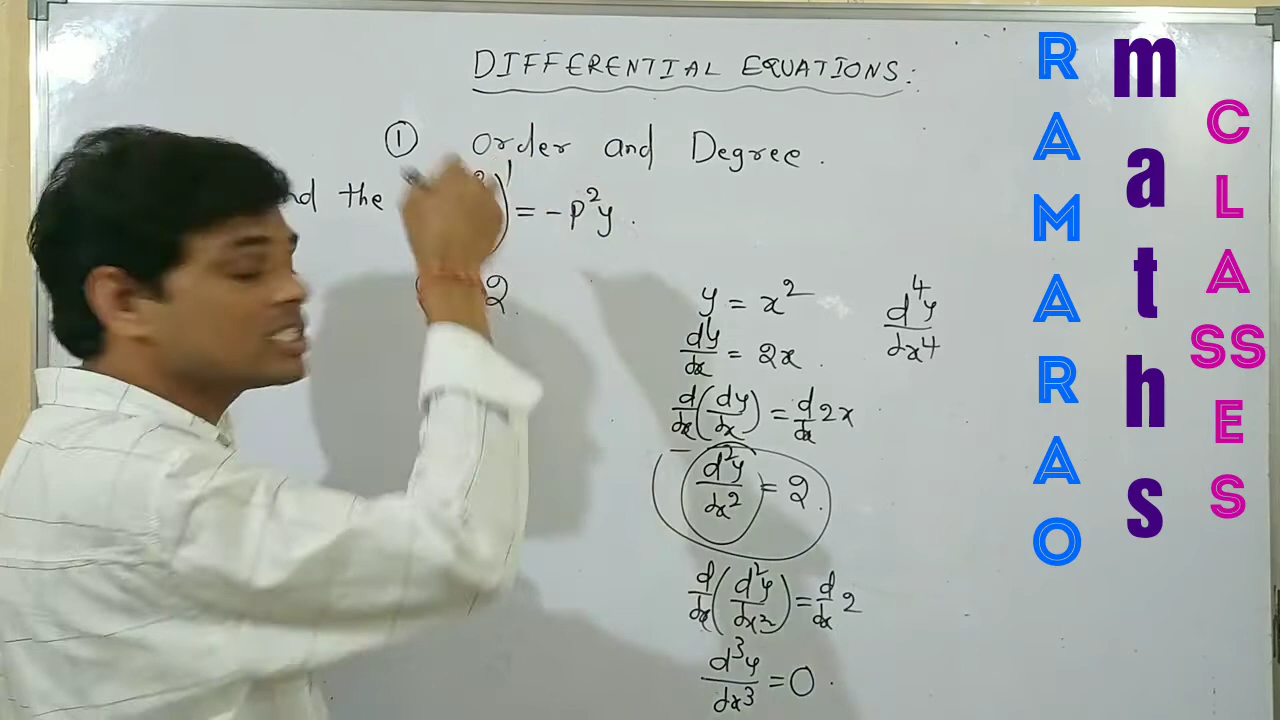 DIFFERENTIAL EQUATIONS:
① Order and Degree.
the
)¹ = -p²y.
2.
y = x²
dy/dx = 2x.
d/dx(dy/dx) = d/dx 2x
d²y/dx² = 2.
d/dx(d²y/dx²) = d/dx 2
d³y/dx³ = 0.
d⁴y/dx⁴
RAMARAO
maths
CLASSES